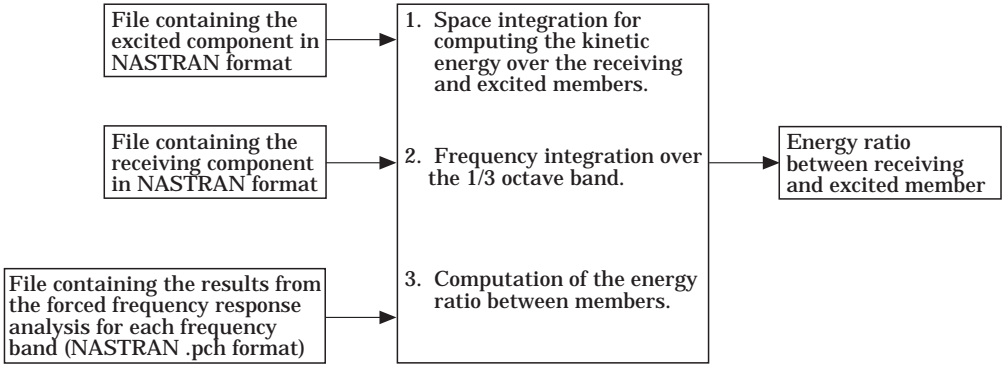 File containing the
excited component in
NASTRAN format
File containing the
receiving component
in NASTRAN format
File containing the results from
the forced frequency response
analysis for each frequency
band (NASTRAN .pch format)
1. Space integration for
computing the kinetic
energy over the receiving
and excited members.
2. Frequency integration over
the 1/3 octave band.
3. Computation of the energy
ratio between members.
Energy ratio
between receiving
and excited member